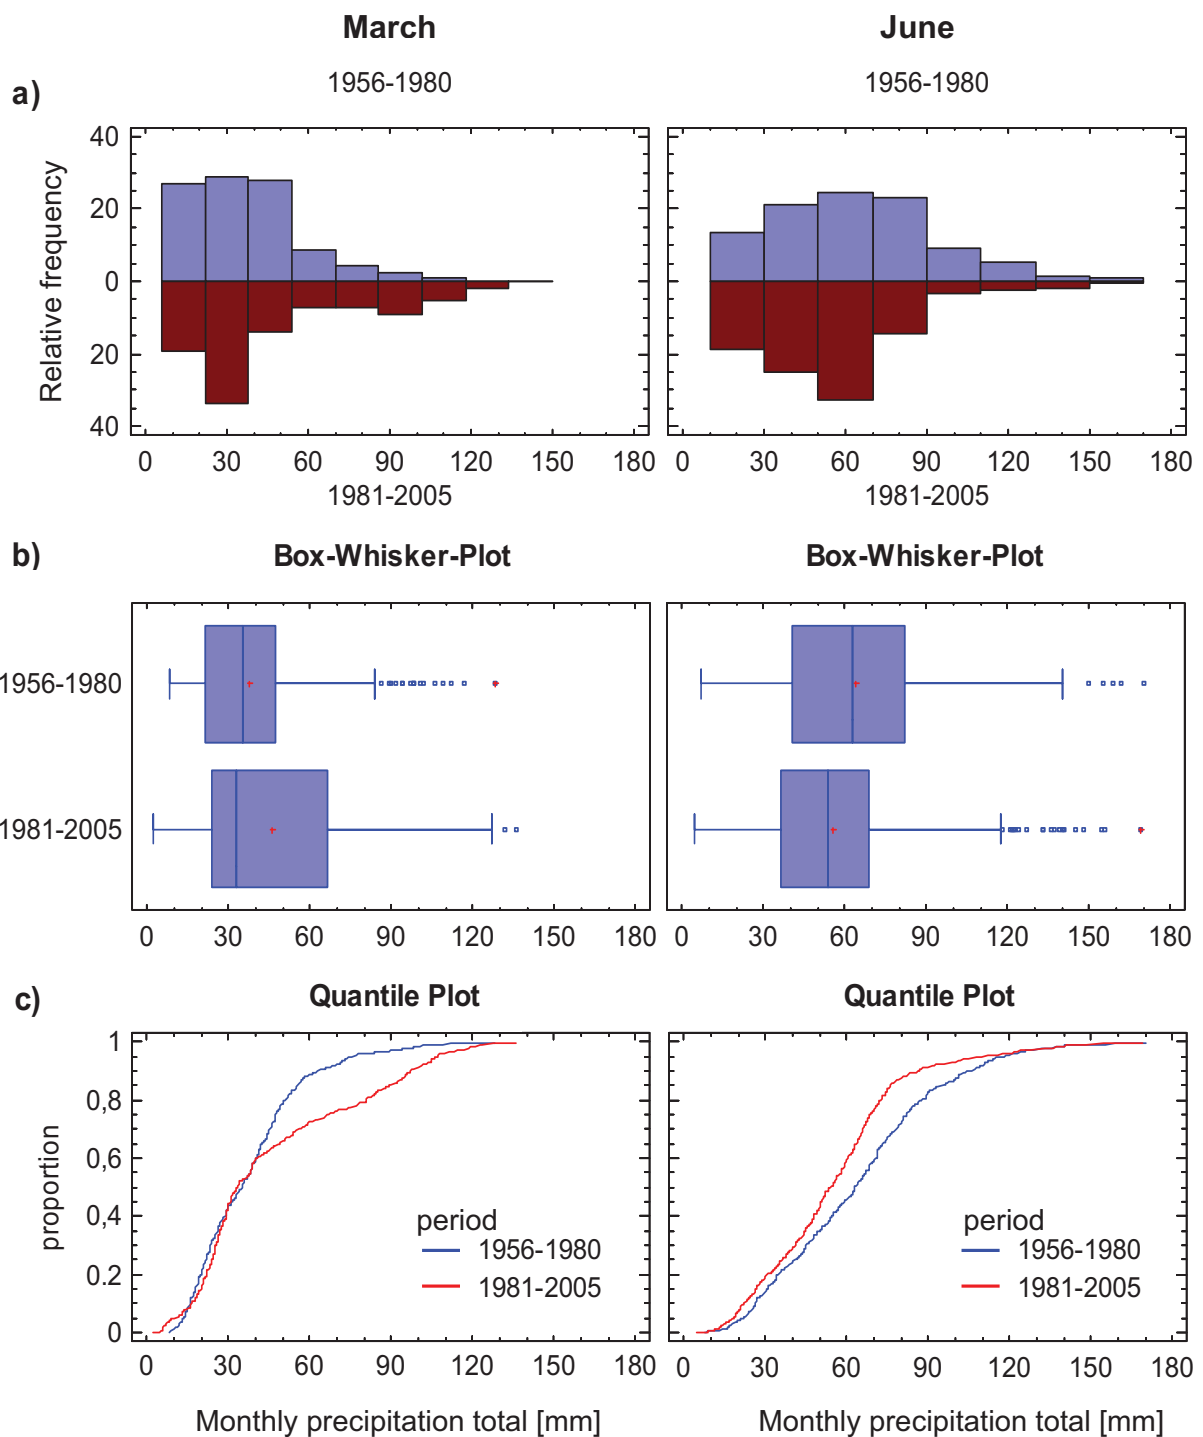 March June
1956-1980 1956-1980
a)
40
20
0
20
40
Relative frequency
0 30 60 90 120 150 180 0 30 60 90 120 150 180
1981-2005 1981-2005
b)
Box-Whisker-Plot Box-Whisker-Plot
1956-1980
1981-2005
0 30 60 90 120 150 180 0 30 60 90 120 150 180
c)
Quantile Plot Quantile Plot
1
0,8
0,6
0,4
0.2
0
proportion
period period
1956-1980 1956-1980
1981-2005 1981-2005
0 30 60 90 120 150 180 0 30 60 90 120 150 180
Monthly precipitation total [mm] Monthly precipitation total [mm]